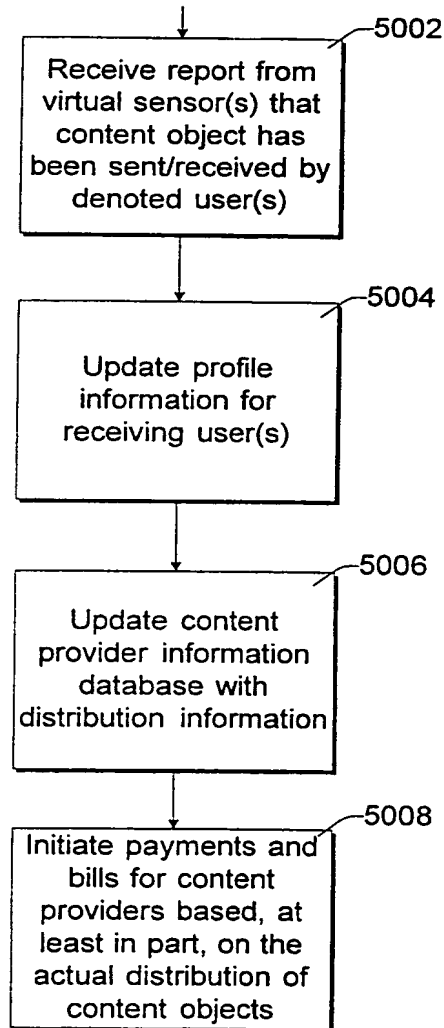 5002
Receive report from
virtual sensor(s) that
content object has
been sent/received by
denoted user(s)
5004
Update profile
information for
receiving user(s)
5006
Update content
provider information
database with
distribution information
5008
Initiate payments and
bills for content
providers based, at
least in part, on the
actual distribution of
content objects